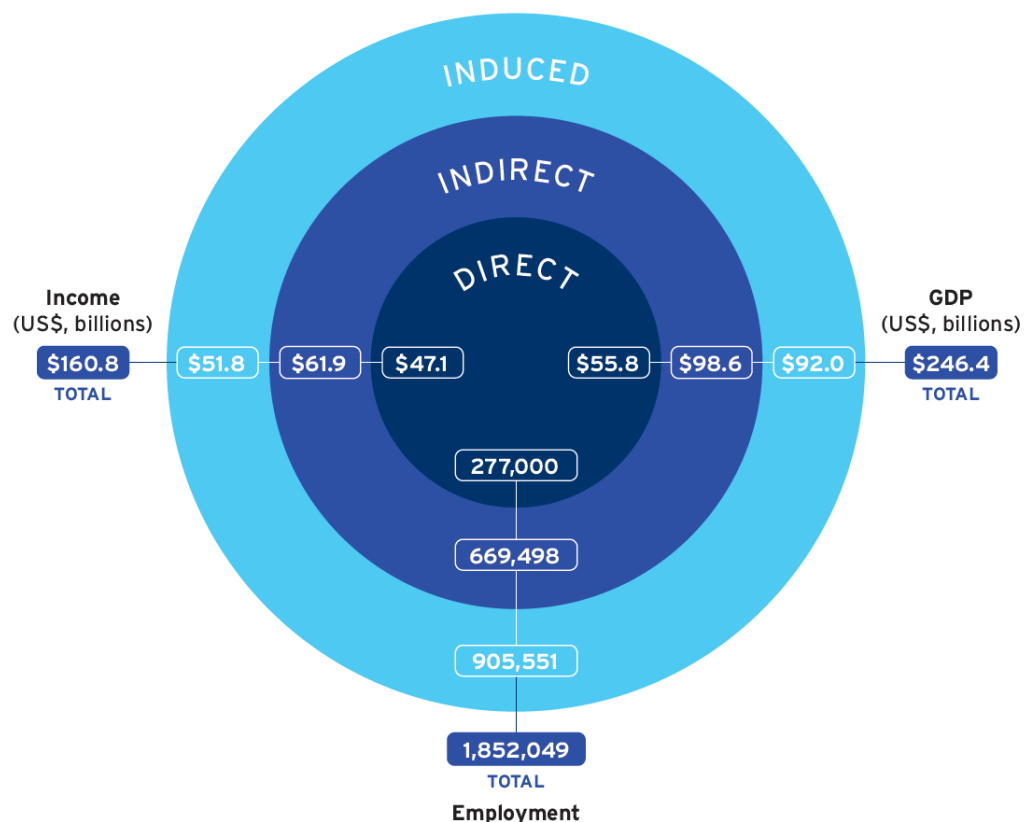 INDUCED
INDIRECT
DIRECT
Income
(US$, billions)
$160.8
TOTAL
$51.8
$61.9
$47.1
$55.8
$98.6
$92.0
GDP
(US$, billions)
$246.4
TOTAL
277,000
669,498
905,551
1,852,049
TOTAL
Employment